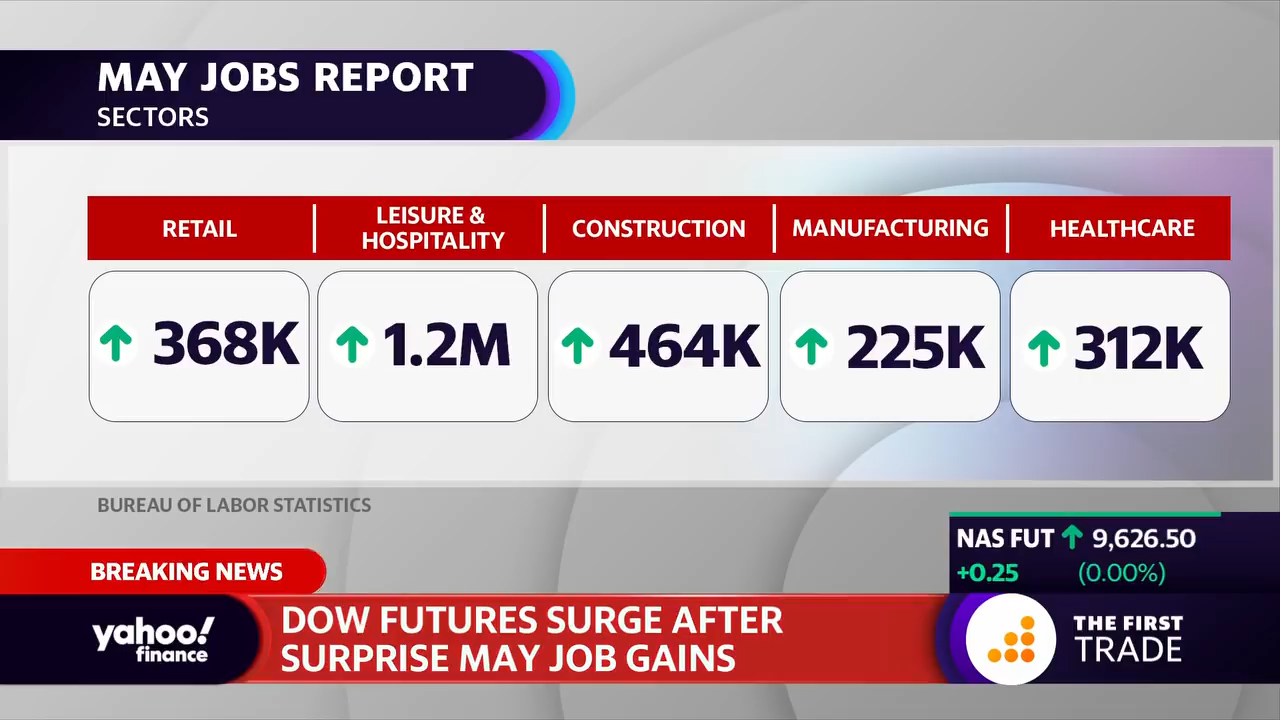 MAY JOBS REPORT
SECTORS
RETAIL
LEISURE &
HOSPITALITY
CONSTRUCTION
MANUFACTURING
HEALTHCARE
368K
1.2M
464K
225K
312K
BUREAU OF LABOR STATISTICS
NAS FUT 9,626.50
+0.25 (0.00%)
BREAKING NEWS
yahoo!
finance
DOW FUTURES SURGE AFTER
SURPRISE MAY JOB GAINS
THE FIRST
TRADE